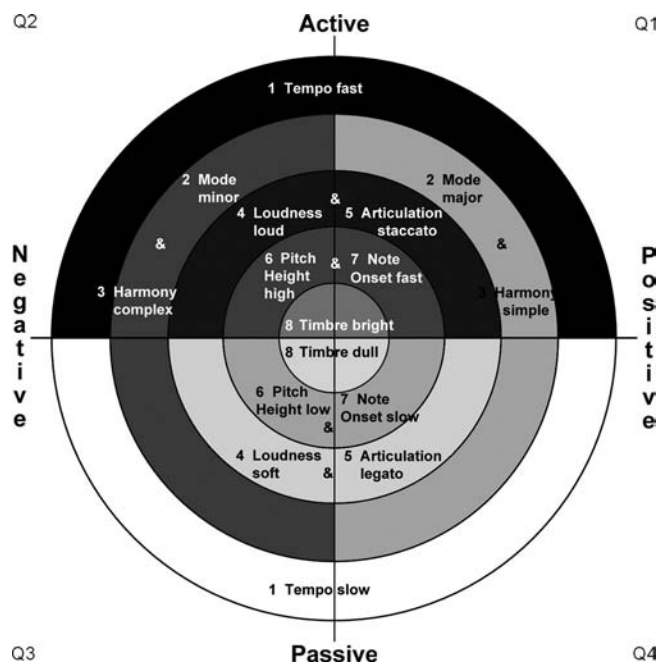 Q2
Active
Q1
1 Tempo fast
2 Mode
minor
2 Mode
major
&
4 Loudness
loud
5 Articulation
staccato
&
&
6 Pitch
Height
high
&
7 Note
Onset fast
3 Harmony
complex
3 Harmony
simple
Negative
Positive
8 Timbre bright
8 Timbre dull
6 Pitch
Height low
7 Note
Onset slow
&
4 Loudness
soft
&
5 Articulation
legato
1 Tempo slow
Q3
Passive
Q4